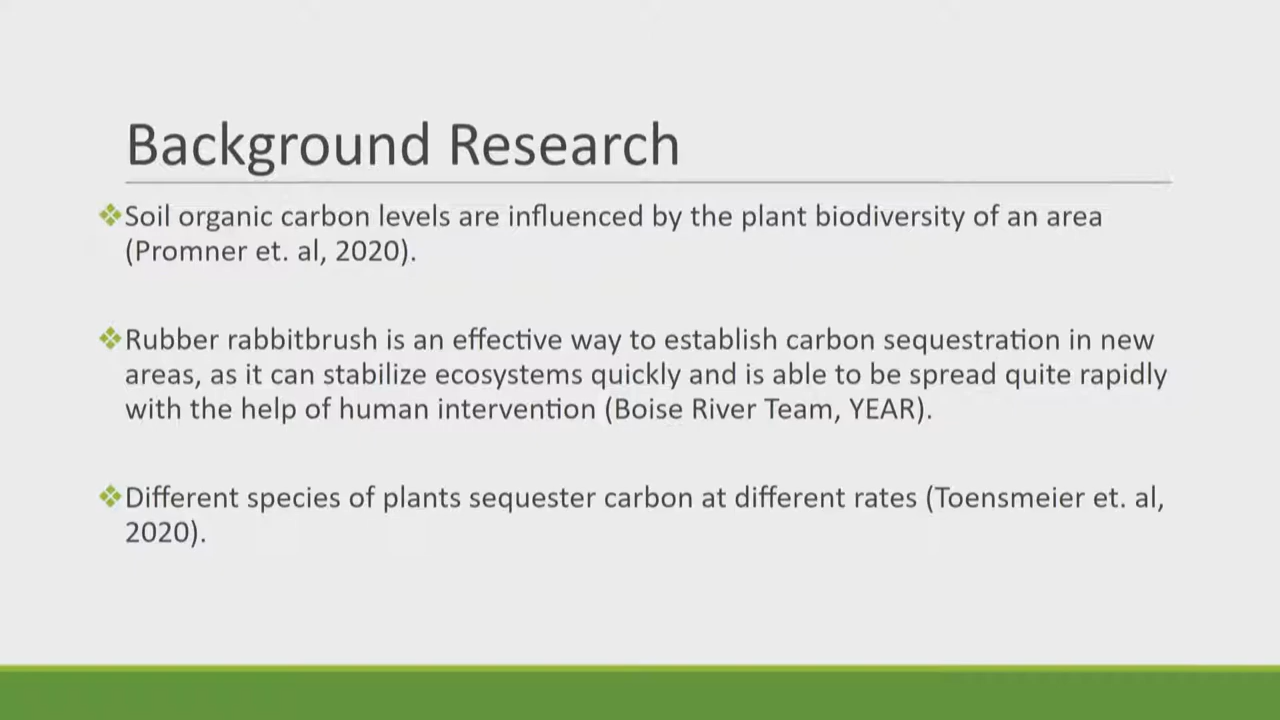 Background Research
Soil organic carbon levels are influenced by the plant biodiversity of an area
(Promner et. al, 2020).
Rubber rabbitbrush is an effective way to establish carbon sequestration in new
areas, as it can stabilize ecosystems quickly and is able to be spread quite rapidly
with the help of human intervention (Boise River Team, YEAR).
Different species of plants sequester carbon at different rates (Toensmeier et. al,
2020).